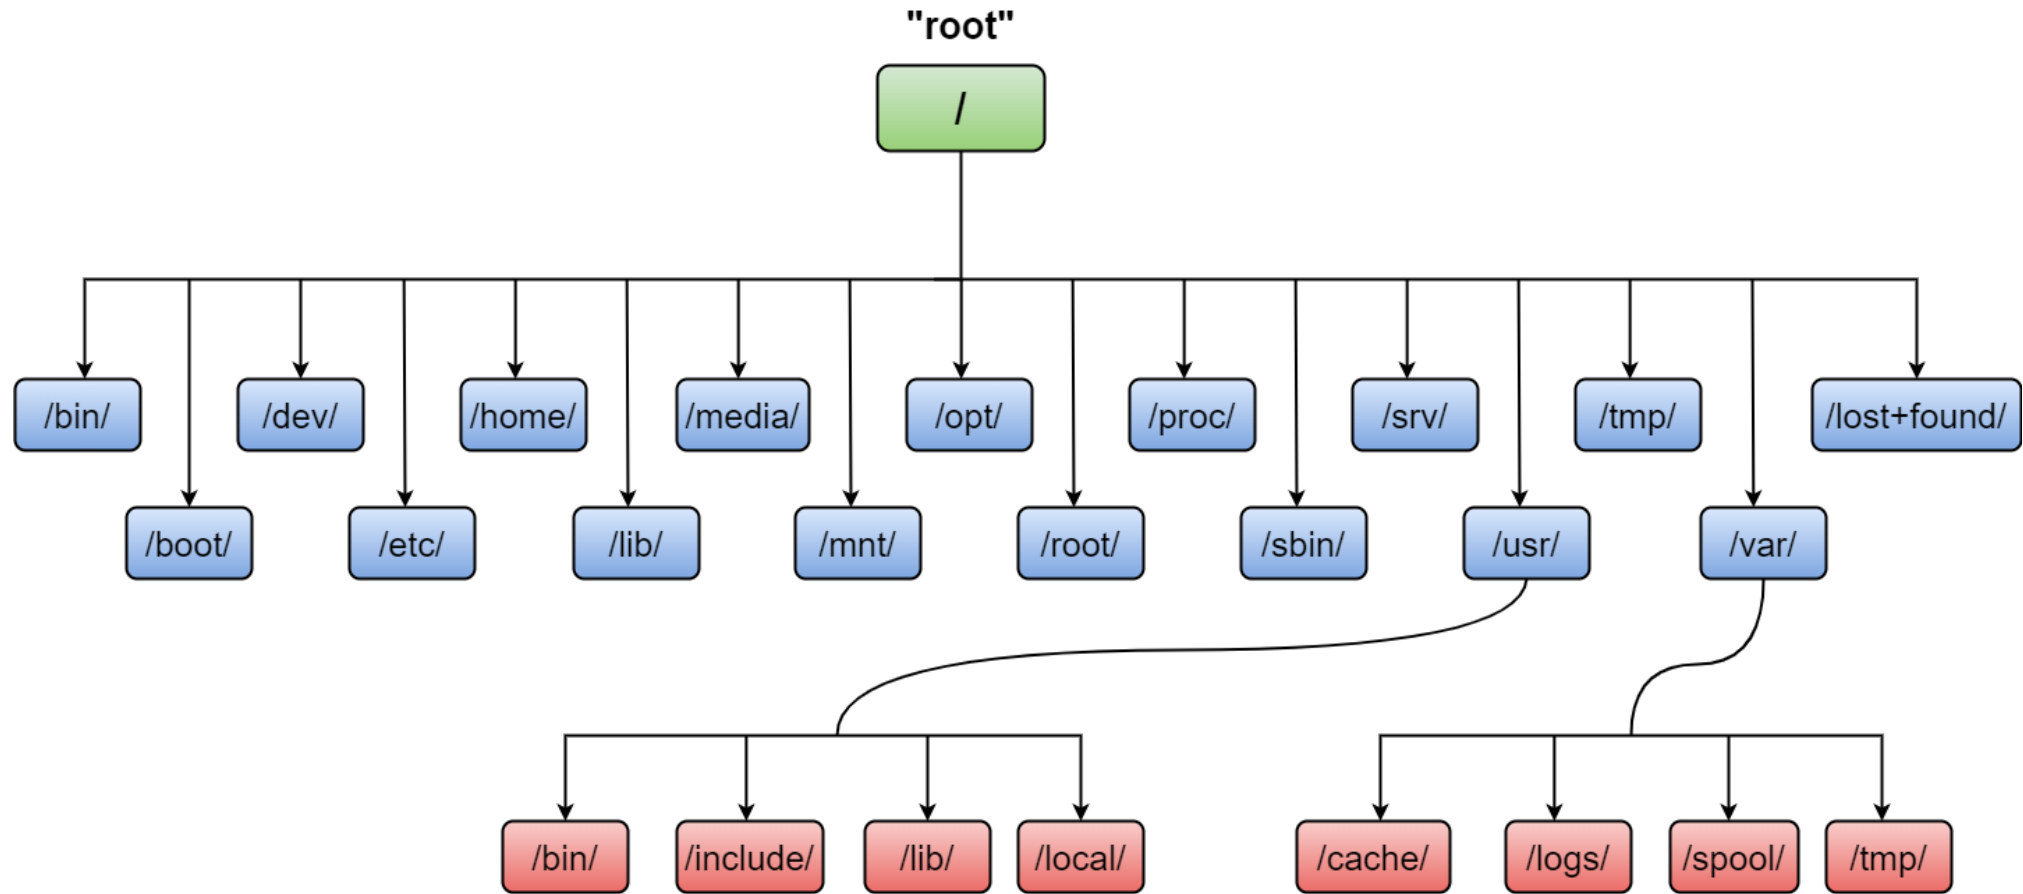 "root"
/
/bin/
/dev/
/home/
/media/
/opt/
/proc/
/srv/
/tmp/
/lost+found/
/boot/
/etc/
/lib/
/mnt/
/root/
/sbin/
/usr/
/var/
/bin/
/include/
/lib/
/local/
/cache/
/logs/
/spool/
/tmp/